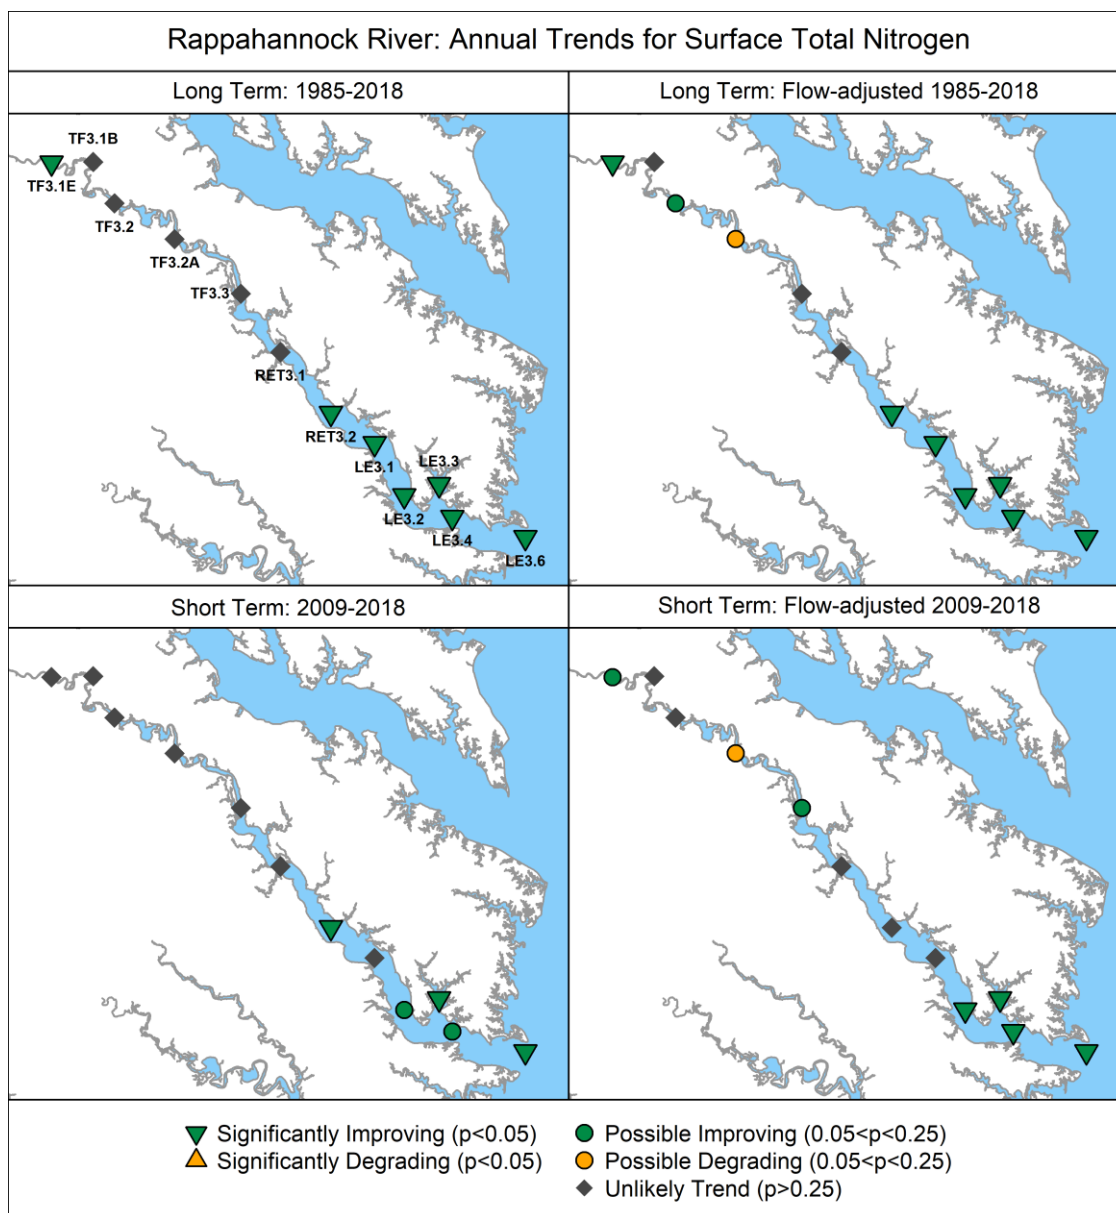 Rappahannock River: Annual Trends for Surface Total Nitrogen
Long Term: 1985-2018
Long Term: Flow-adjusted 1985-2018
TF3.1B
TF3.1E
TF3.2
TF3.2A
TF3.3
RET3.1
RET3.2
LE3.1
LE3.3
LE3.2
LE3.4
LE3.6
Short Term: 2009-2018
Short Term: Flow-adjusted 2009-2018
Significantly Improving (p<0.05)
Significantly Degrading (p<0.05)
Possible Improving (0.05<p<0.25)
Possible Degrading (0.05<p<0.25)
Unlikely Trend (p>0.25)